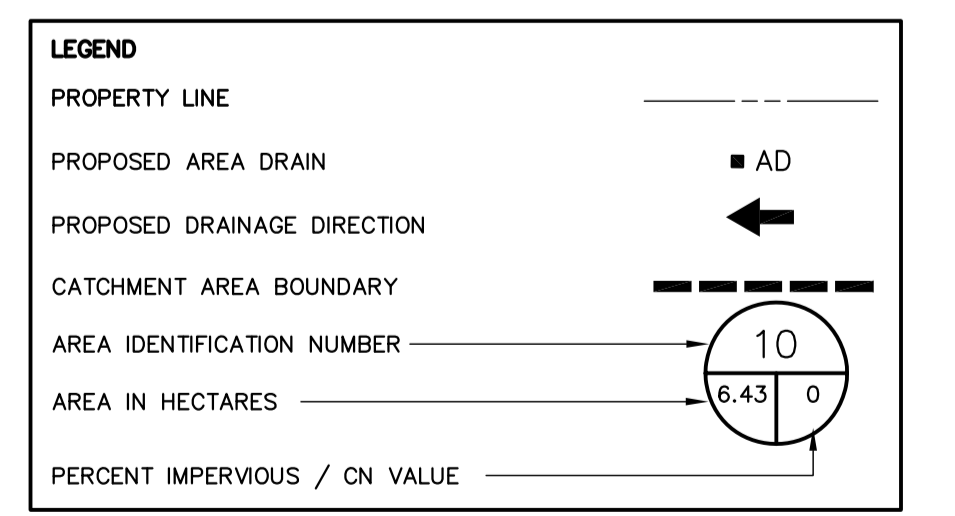 LEGEND
PROPERTY LINE
PROPOSED AREA DRAIN
AD
PROPOSED DRAINAGE DIRECTION
CATCHMENT AREA BOUNDARY
AREA IDENTIFICATION NUMBER
10
AREA IN HECTARES
6.43 0
PERCENT IMPERVIOUS / CN VALUE